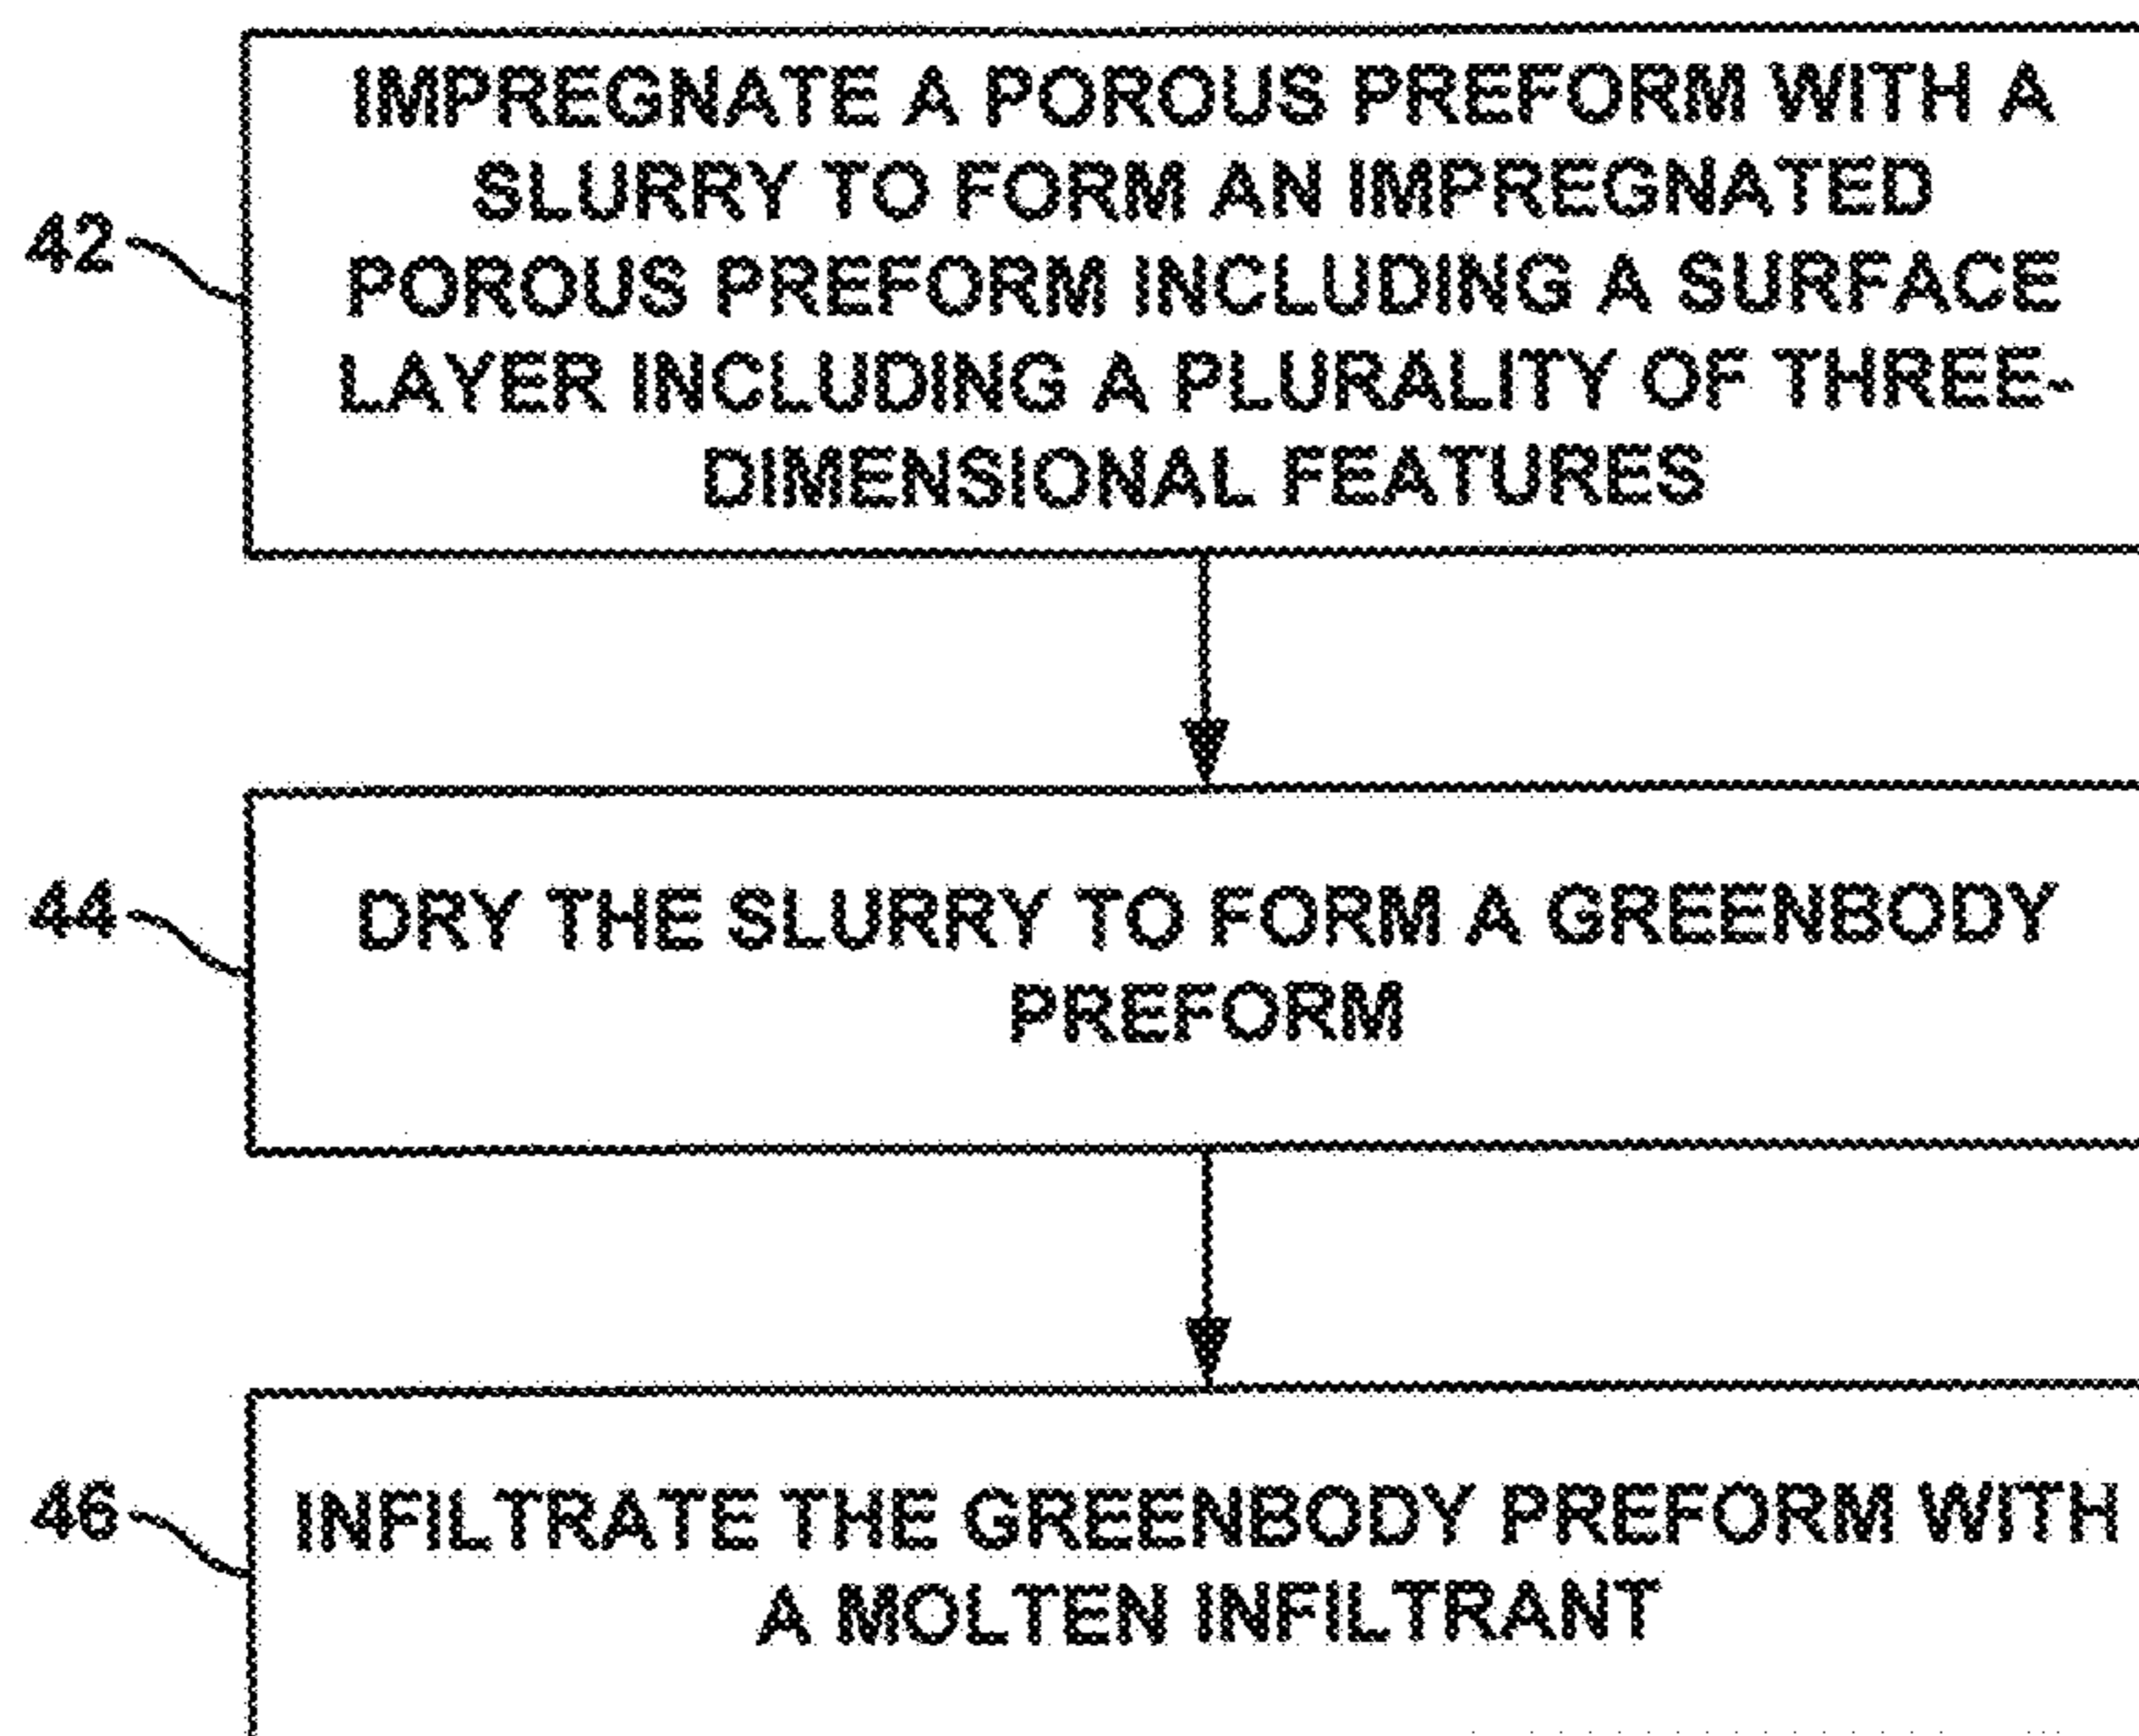 IMPREGNATE A POROUS PREFORM WITH A
SLURRY TO FORM AN IMPREGNATED
42
POROUS PREFORM INCLUDING A SURFACE
LAYER INCLUDING A PLURALITY OF THREE-
DIMENSIONAL FEATURES
44
DRY THE SLURRY TO FORM A GREENBODY
PREFORM
46
INFILTRATE THE GREENBODY PREFORM WITH
A MOLTEN INFILTRANT